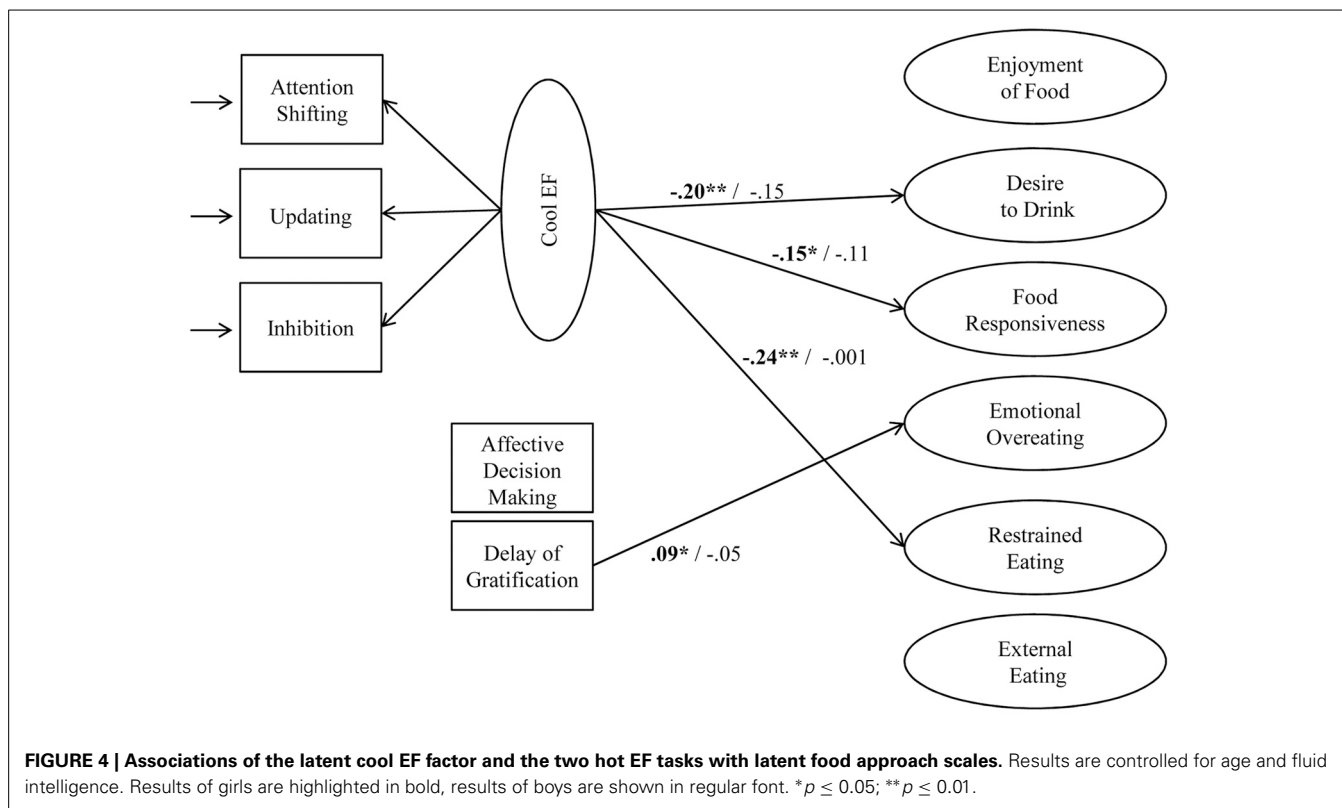 Attention
Shifting
Updating
Inhibition
Cool EF
Affective
Decision
Making
Delay of
Gratification
-.20** / -.15
-.15* / -.11
-.24** / -.001
.09* / -.05
Enjoyment
of Food
Desire
to Drink
Food
Responsiveness
Emotional
Overeating
Restrained
Eating
External
Eating
FIGURE 4 | Associations of the latent cool EF factor and the two hot EF tasks with latent food approach scales. Results are controlled for age and fluid
intelligence. Results of girls are highlighted in bold, results of boys are shown in regular font. *p ≤ 0.05; **p ≤ 0.01.